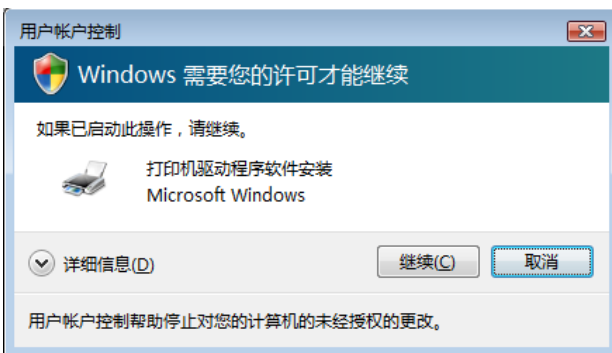 用户帐户控制
Windows 需要您的许可才能继续
如果已启动此操作，请继续。
打印机驱动程序软件安装
Microsoft Windows
详细信息(D)
继续(C)
取消
用户帐户控制帮助停止对您的计算机的未经授权的更改。